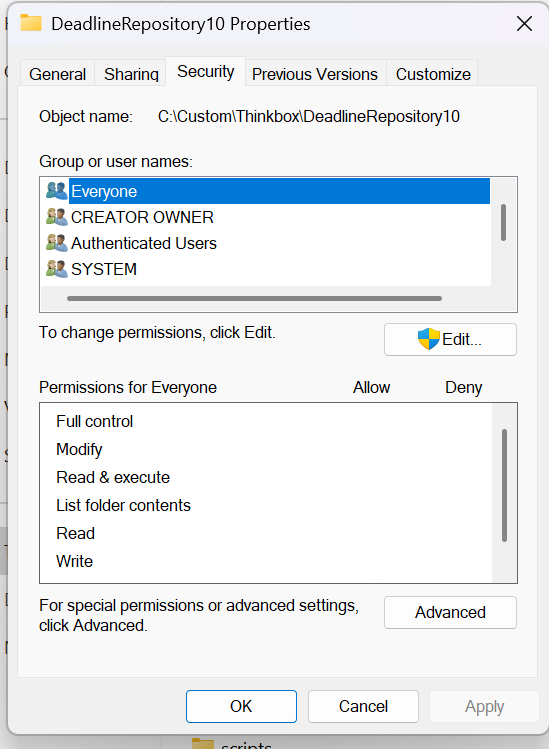 DeadlineRepository10 Properties
General Sharing Security Previous Versions Customize
Object name: C:\Custom\Thinkbox\DeadlineRepository10
Group or user names:
Everyone
CREATOR OWNER
Authenticated Users
SYSTEM
To change permissions, click Edit.
Edit...
Permissions for Everyone Allow Deny
Full control
Modify
Read & execute
List folder contents
Read
Write
For special permissions or advanced settings,
click Advanced.
Advanced
OK Cancel Apply
scripts